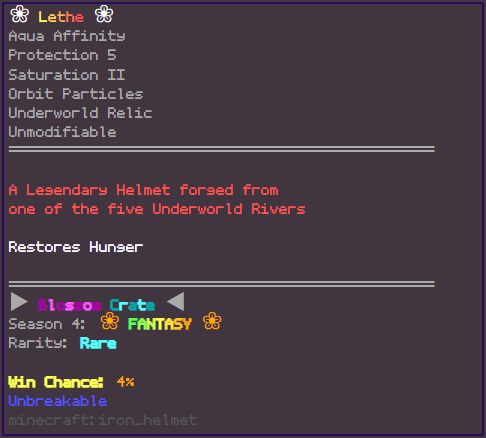 ❀ Lethe ❀
Aqua Affinity
Protection 5
Saturation II
Orbit Particles
Underworld Relic
Unmodifiable
A Legendary Helmet forged from
one of the five Underworld Rivers
Restores Hunger
▶ Blossom Crate ◀
Season 4: ❀ FANTASY ❀
Rarity: Rare
Win Chance: 4%
Unbreakable
minecraft:iron_helmet